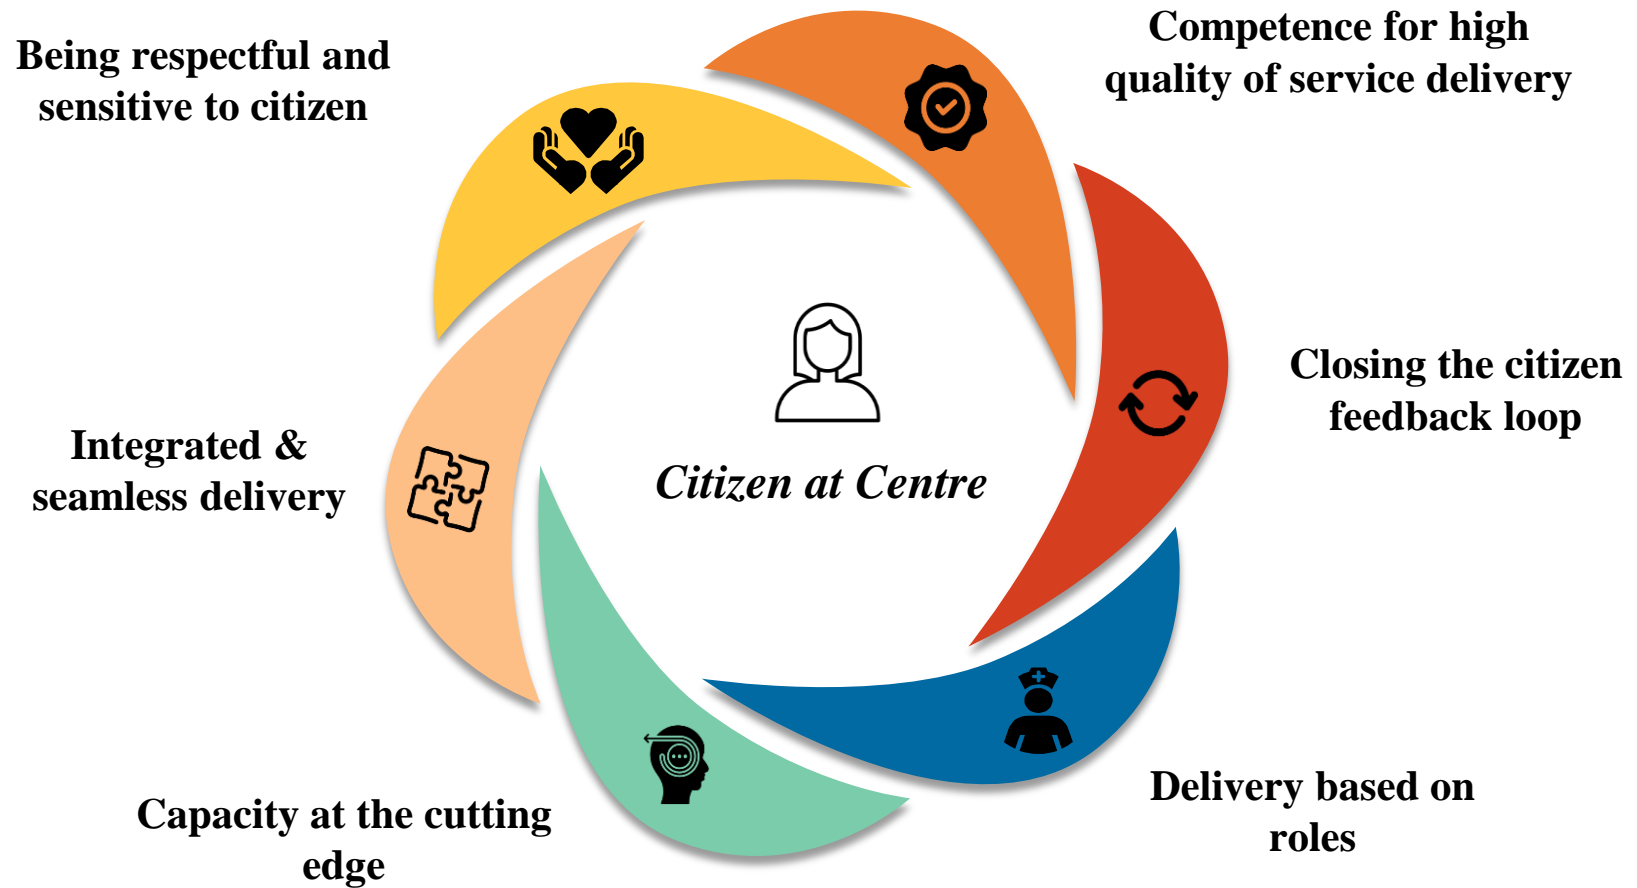 Being respectful and
sensitive to citizen
Competence for high
quality of service delivery
Closing the citizen
feedback loop
Integrated &
seamless delivery
Citizen at Centre
Delivery based on
roles
Capacity at the cutting
edge